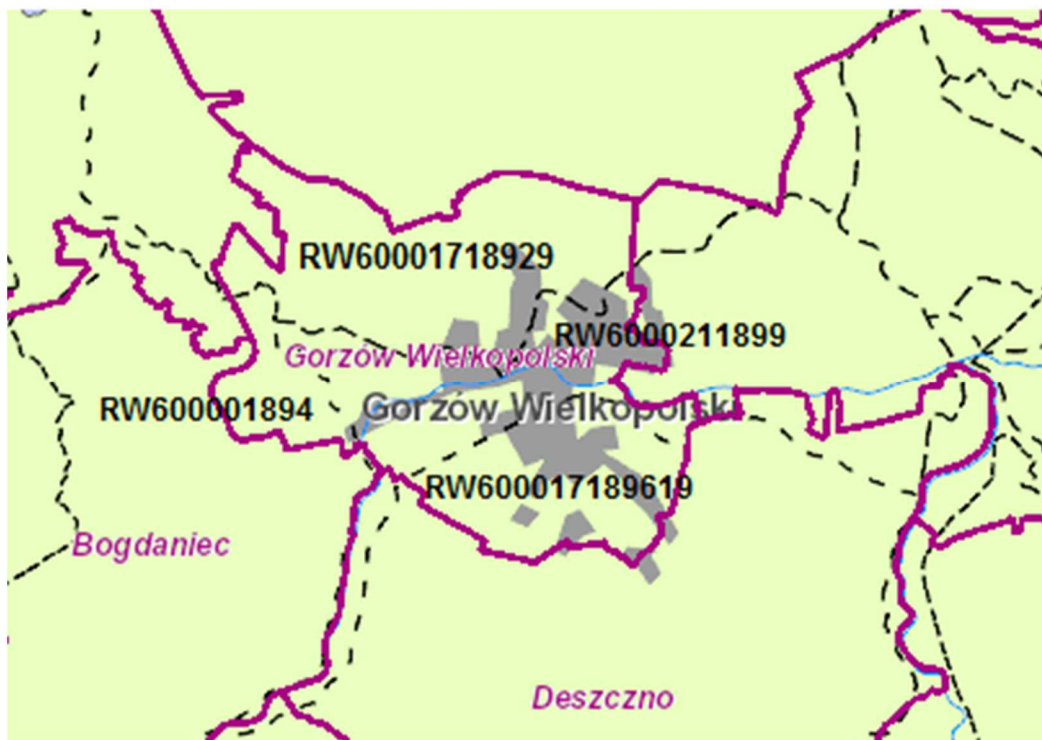 RW60001718929
RW6000211899
Gorzów Wielkopolski
RW600001894
Gorzów Wielkopolski
RW600017189619
Bogdaniec
Deszczno